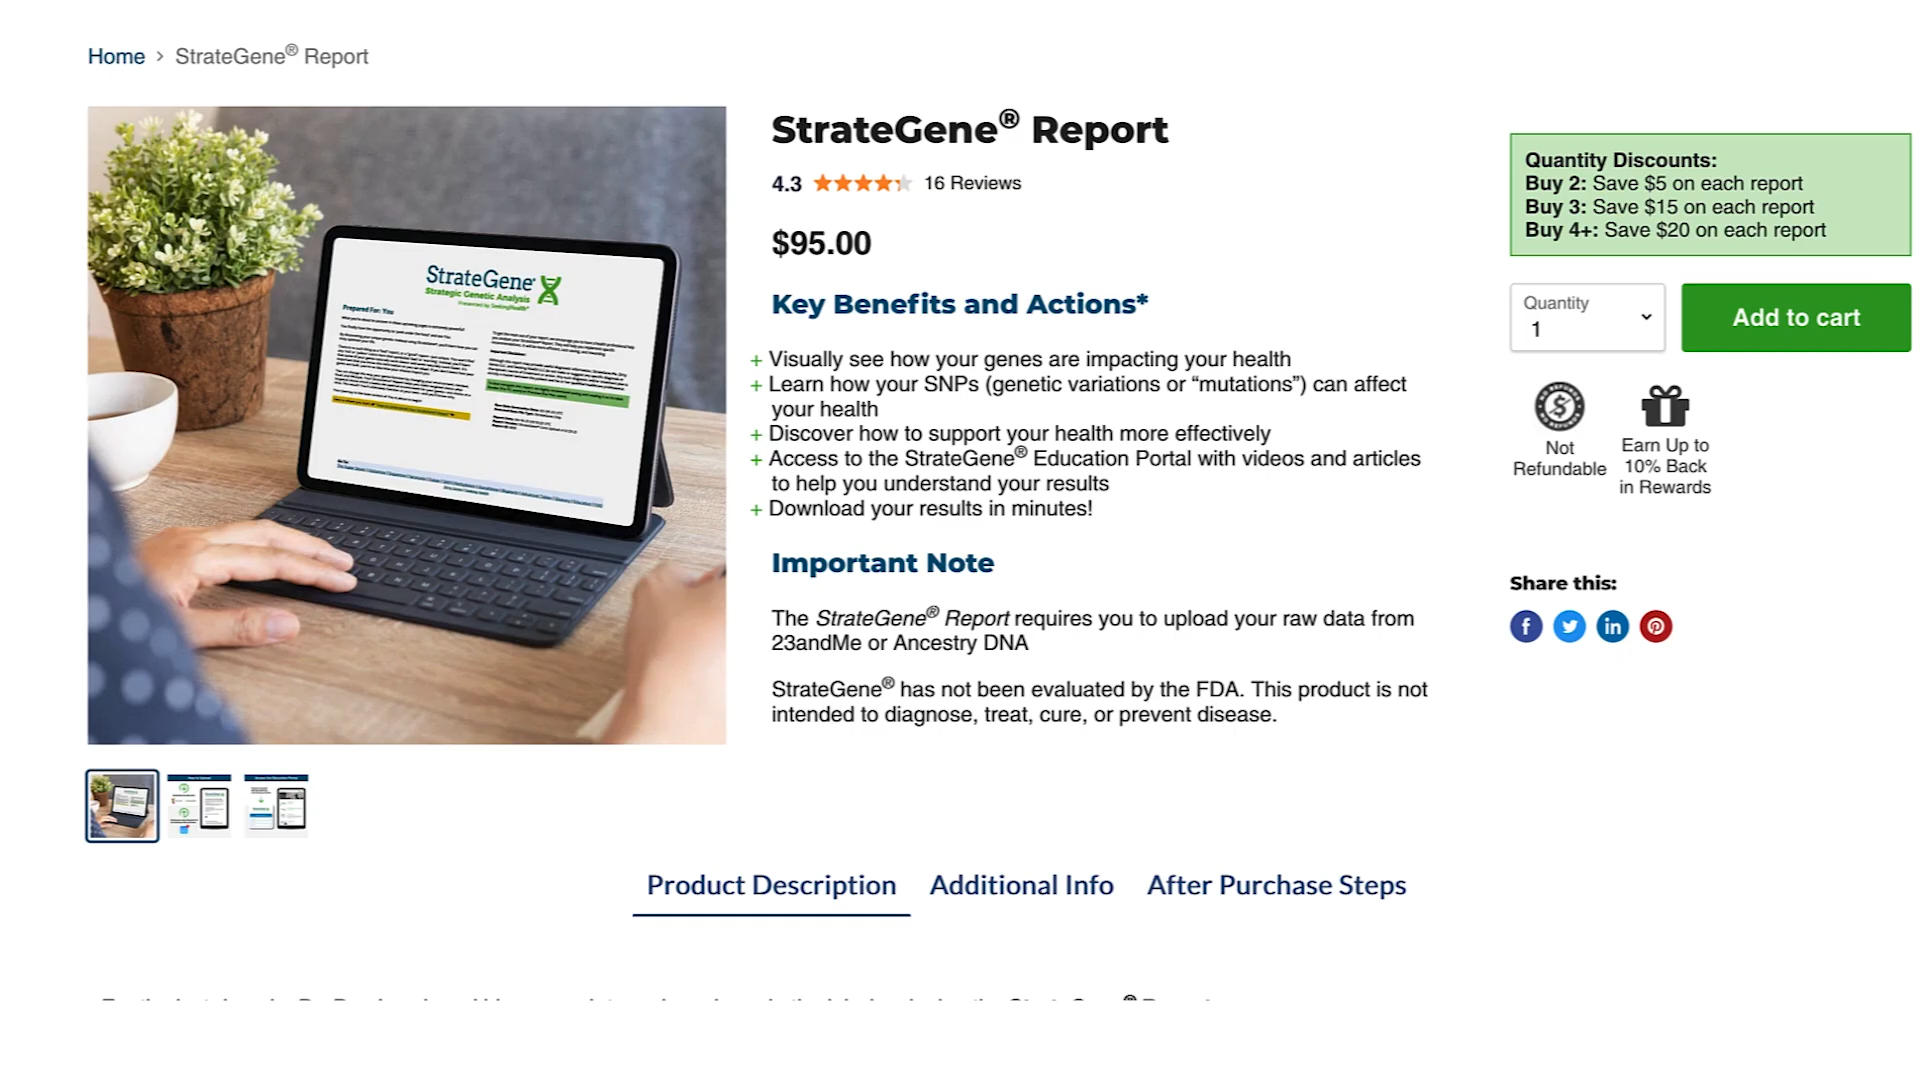 Home > StrateGene® Report
StrateGene®
Strategic Genetic Analysis
Presented by SeekingHealth®
Prepared For: You
StrateGene® Report
4.3 16 Reviews
$95.00
Key Benefits and Actions*
+ Visually see how your genes are impacting your health
+ Learn how your SNPs (genetic variations or “mutations”) can affect
your health
+ Discover how to support your health more effectively
+ Access to the StrateGene® Education Portal with videos and articles
to help you understand your results
+ Download your results in minutes!
Important Note
The StrateGene® Report requires you to upload your raw data from
23andMe or Ancestry DNA
StrateGene® has not been evaluated by the FDA. This product is not
intended to diagnose, treat, cure, or prevent disease.
Quantity Discounts:
Buy 2: Save $5 on each report
Buy 3: Save $15 on each report
Buy 4+: Save $20 on each report
Quantity
1
Add to cart
Not
Refundable
Earn Up to
10% Back
in Rewards
Share this:
Product Description Additional Info After Purchase Steps